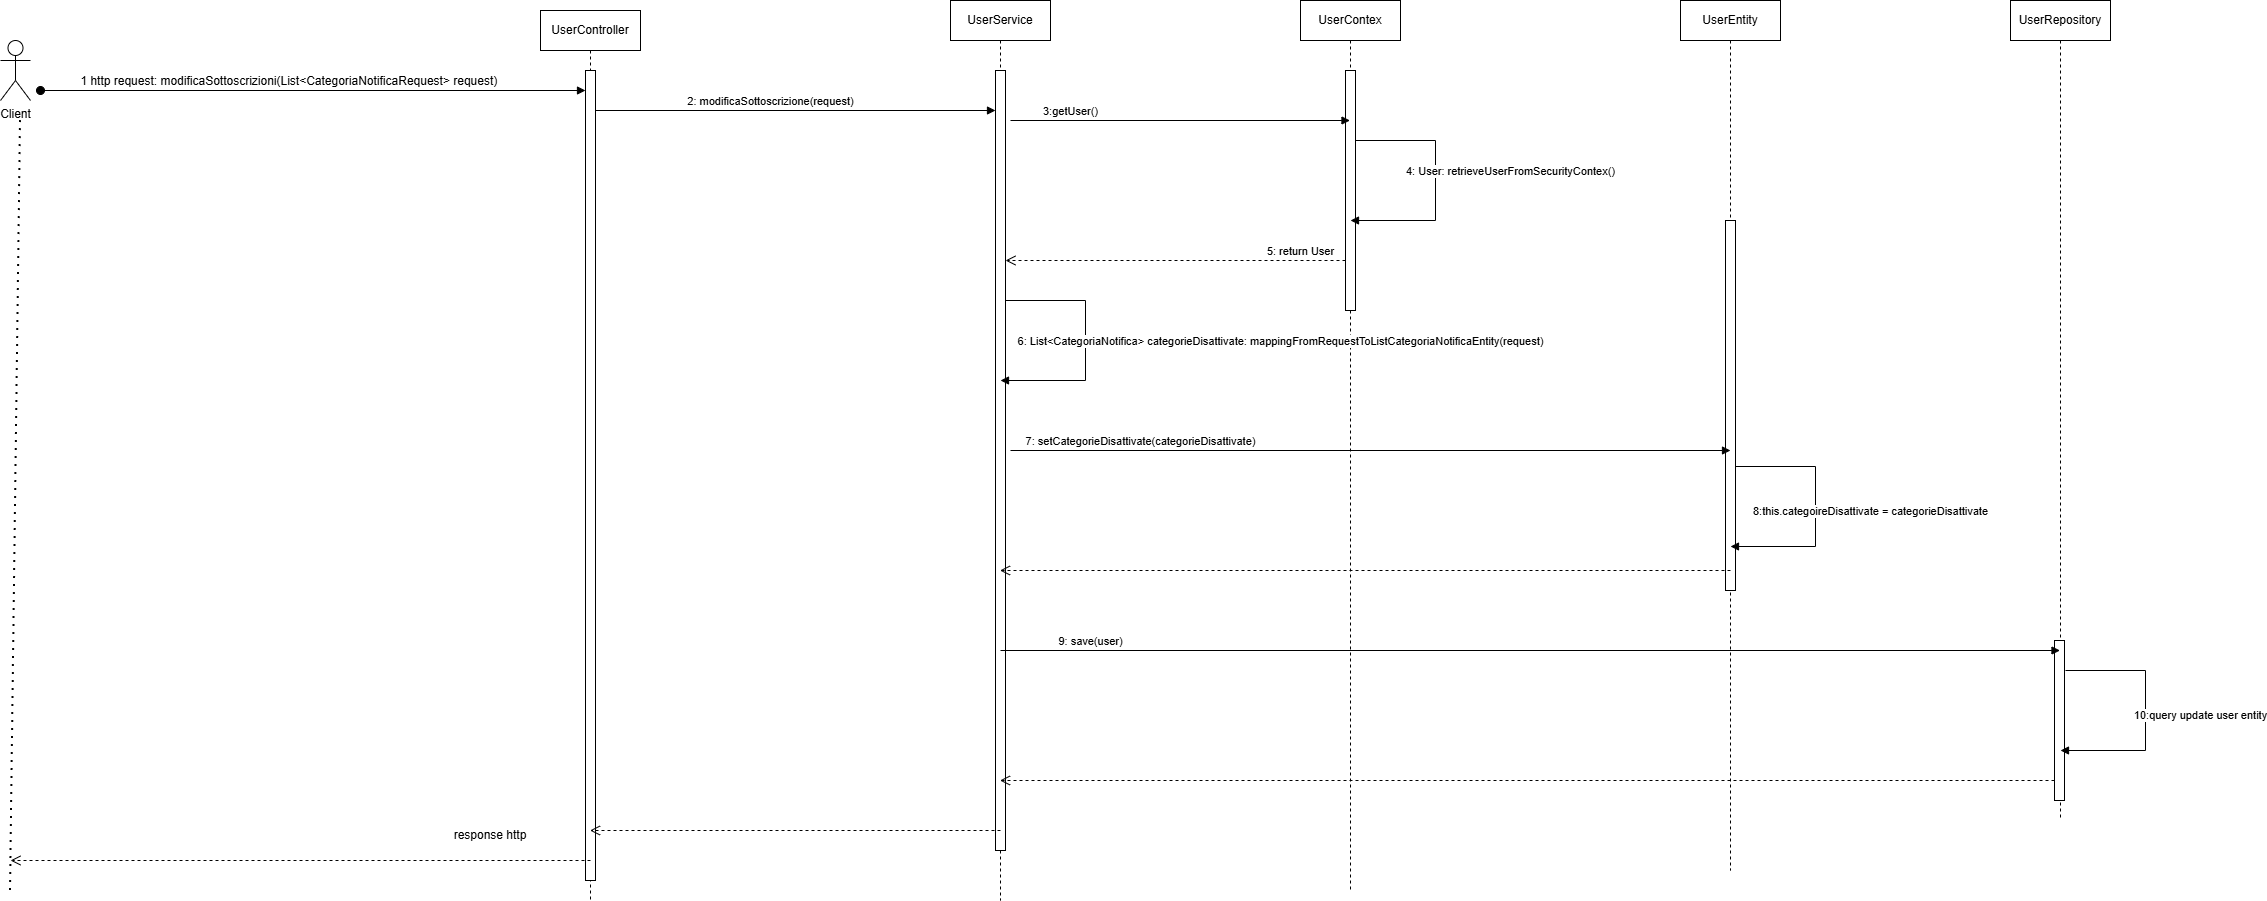 UserController
UserService
UserContex
UserEntity
UserRepository
Client
1 http request: modificaSottoscrizioni(List<CategoriaNotificaRequest> request)
2: modificaSottoscrizione(request)
3:getUser()
4: User: retrieveUserFromSecurityContex()
5: return User
6: List<CategoriaNotifica> categorieDisattivate: mappingFromRequestToListCategoriaNotificaEntity(request)
7: setCategorieDisattivate(categorieDisattivate)
8:this.categoireDisattivate = categorieDisattivate
9: save(user)
10:query update user entity
response http